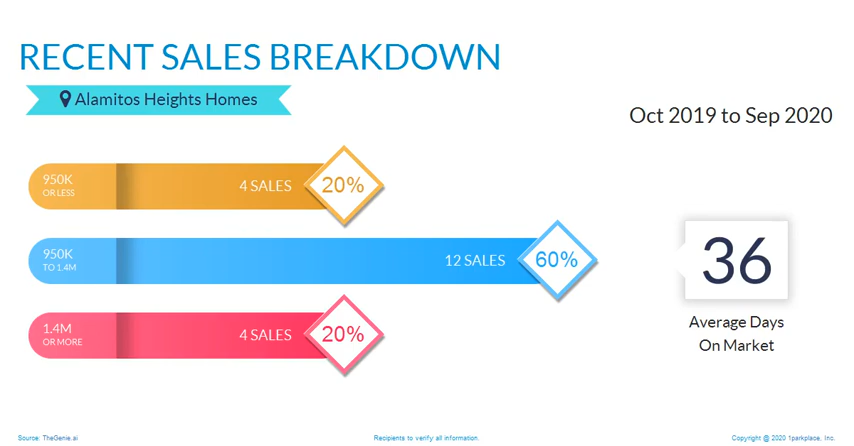 RECENT SALES BREAKDOWN
Alamitos Heights Homes
Oct 2019 to Sep 2020
950K
OR LESS
4 SALES
20%
950K
TO 1.4M
12 SALES
60%
1.4M
OR MORE
4 SALES
20%
36
Average Days
On Market
Source: TheGenie.ai
Recipients to verify all information
Copyright @ 2020 1parkplace, Inc.